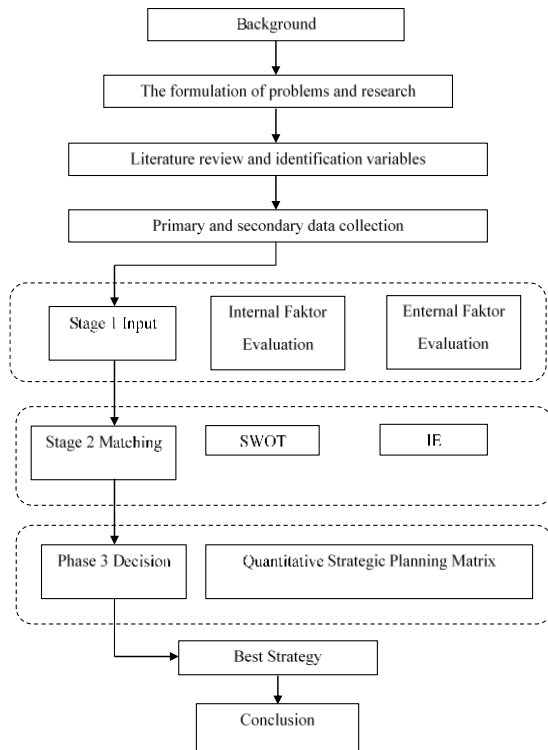 Background
The formulation of problems and research
Literature review and identification variables
Primary and secondary data collection
Stage 1 Input
Internal Faktor
Evaluation
Enternal Faktor
Evaluation
Stage 2 Matching
SWOT
IE
Phase 3 Decision
Quantitative Strategic Planning Matrix
Best Strategy
Conclusion